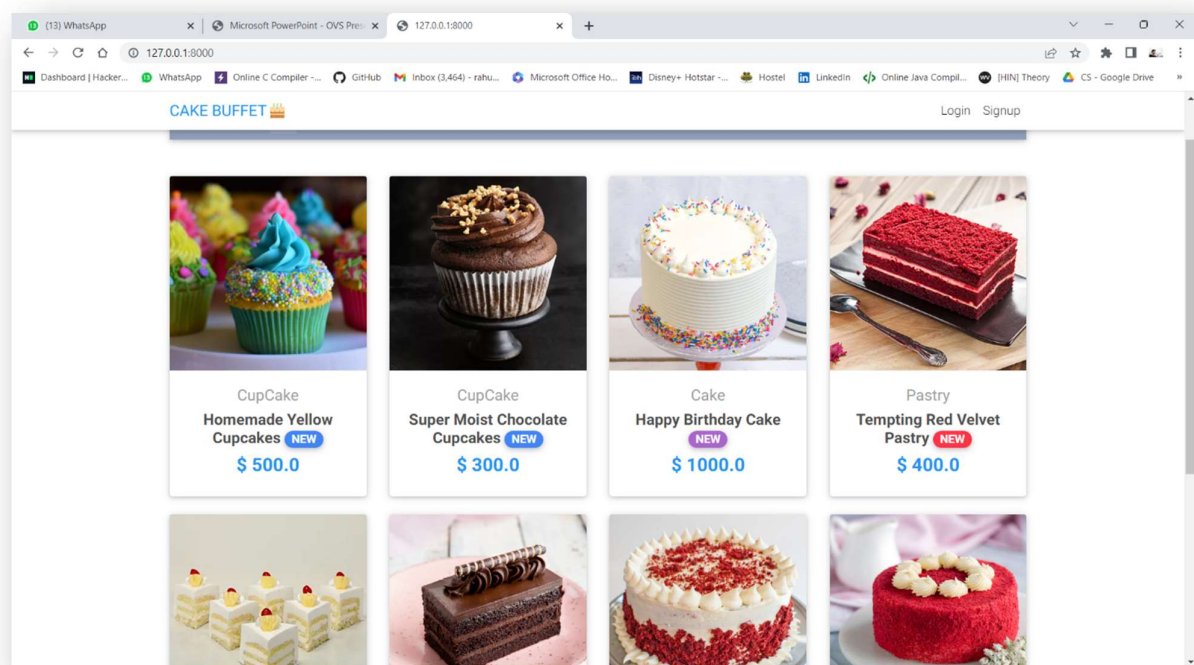 (13) WhatsApp
Microsoft PowerPoint - OVS Pres
127.0.0.1:8000
127.0.0.1:8000
Dashboard | Hacker... WhatsApp Online C Compiler -... GitHub Inbox (3,464) - rahu... Microsoft Office Ho... Disney+ Hotstar -... Hostel LinkedIn Online Java Compil... [HIN] Theory CS - Google Drive »
CAKE BUFFET
Login Signup
CupCake
Homemade Yellow
Cupcakes NEW
$ 500.0
CupCake
Super Moist Chocolate
Cupcakes NEW
$ 300.0
Cake
Happy Birthday Cake
NEW
$ 1000.0
Pastry
Tempting Red Velvet
Pastry NEW
$ 400.0